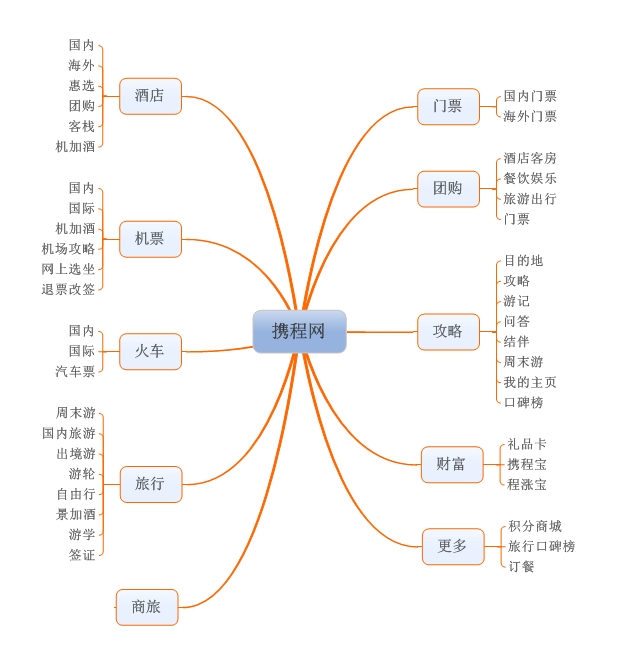 携程网
酒店
国内
海外
惠选
团购
客栈
机加酒
机票
国内
国际
机加酒
机场攻略
网上选坐
退票改签
火车
国内
国际
汽车票
旅行
周末游
国内旅游
出境游
游轮
自由行
景加酒
游学
签证
商旅
门票
国内门票
海外门票
团购
酒店客房
餐饮娱乐
旅游出行
门票
攻略
目的地
攻略
游记
问答
结伴
周末游
我的主页
口碑榜
财富
礼品卡
携程宝
程涨宝
更多
积分商城
旅行口碑榜
订餐